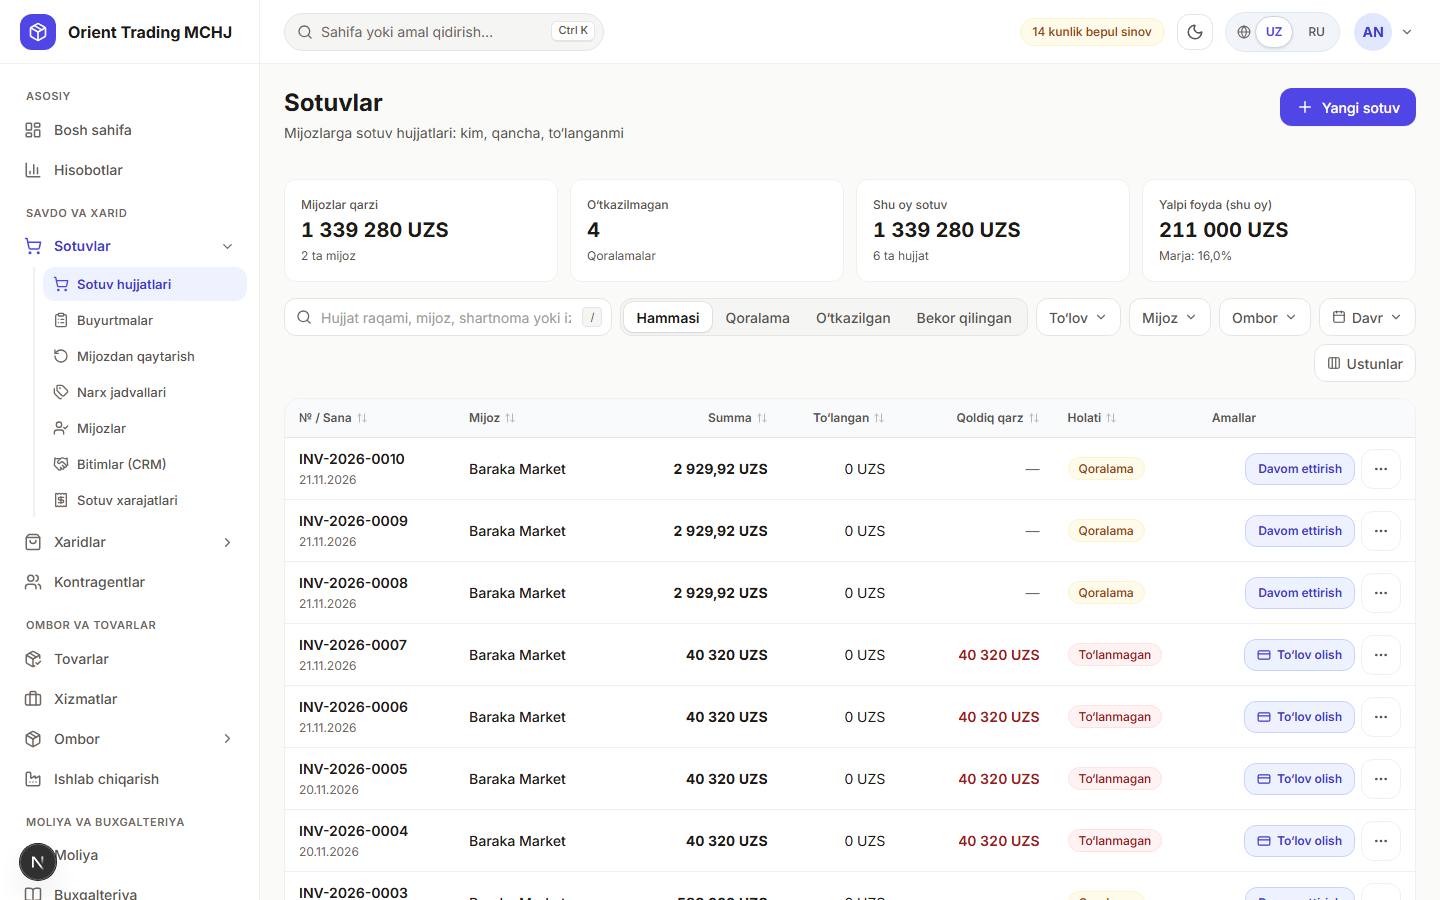 Orient Trading MCHJ
Sahifa yoki amal qidirish...
Ctrl K
14 kunlik bepul sinov
UZ
RU
AN
ASOSIY
Bosh sahifa
Hisobotlar
SAVDO VA XARID
Sotuvlar
Sotuv hujjatlari
Buyurtmalar
Mijozdan qaytarish
Narx jadvallari
Mijozlar
Bitimlar (CRM)
Sotuv xarajatlari
Xaridlar
Kontragentlar
OMBOR VA TOVARLAR
Tovarlar
Xizmatlar
Ombor
Ishlab chiqarish
MOLIYA VA BUXGALTERIYA
N
Moliya
Buxgalteriya
Sotuvlar
Mijozlarga sotuv hujjatlari: kim, qancha, to‘langanmi
Yangi sotuv
Mijozlar qarzi
1 339 280 UZS
2 ta mijoz
O‘tkazilmagan
4
Qoralamalar
Shu oy sotuv
1 339 280 UZS
6 ta hujjat
Yalpi foyda (shu oy)
211 000 UZS
Marja: 16,0%
Hujjat raqami, mijoz, shartnoma yoki iz
/
Hammasi
Qoralama
O‘tkazilgan
Bekor qilingan
To‘lov
Mijoz
Ombor
Davr
Ustunlar
№ / Sana Mijoz Summa To‘langan Qoldiq qarz Holati Amallar
INV-2026-0010 Baraka Market 2 929,92 UZS 0 UZS — Qoralama Davom ettirish ...
21.11.2026
INV-2026-0009 Baraka Market 2 929,92 UZS 0 UZS — Qoralama Davom ettirish ...
21.11.2026
INV-2026-0008 Baraka Market 2 929,92 UZS 0 UZS — Qoralama Davom ettirish ...
21.11.2026
INV-2026-0007 Baraka Market 40 320 UZS 0 UZS 40 320 UZS To‘lanmagan To‘lov olish ...
21.11.2026
INV-2026-0006 Baraka Market 40 320 UZS 0 UZS 40 320 UZS To‘lanmagan To‘lov olish ...
21.11.2026
INV-2026-0005 Baraka Market 40 320 UZS 0 UZS 40 320 UZS To‘lanmagan To‘lov olish ...
20.11.2026
INV-2026-0004 Baraka Market 40 320 UZS 0 UZS 40 320 UZS To‘lanmagan To‘lov olish ...
20.11.2026
INV-2026-0003